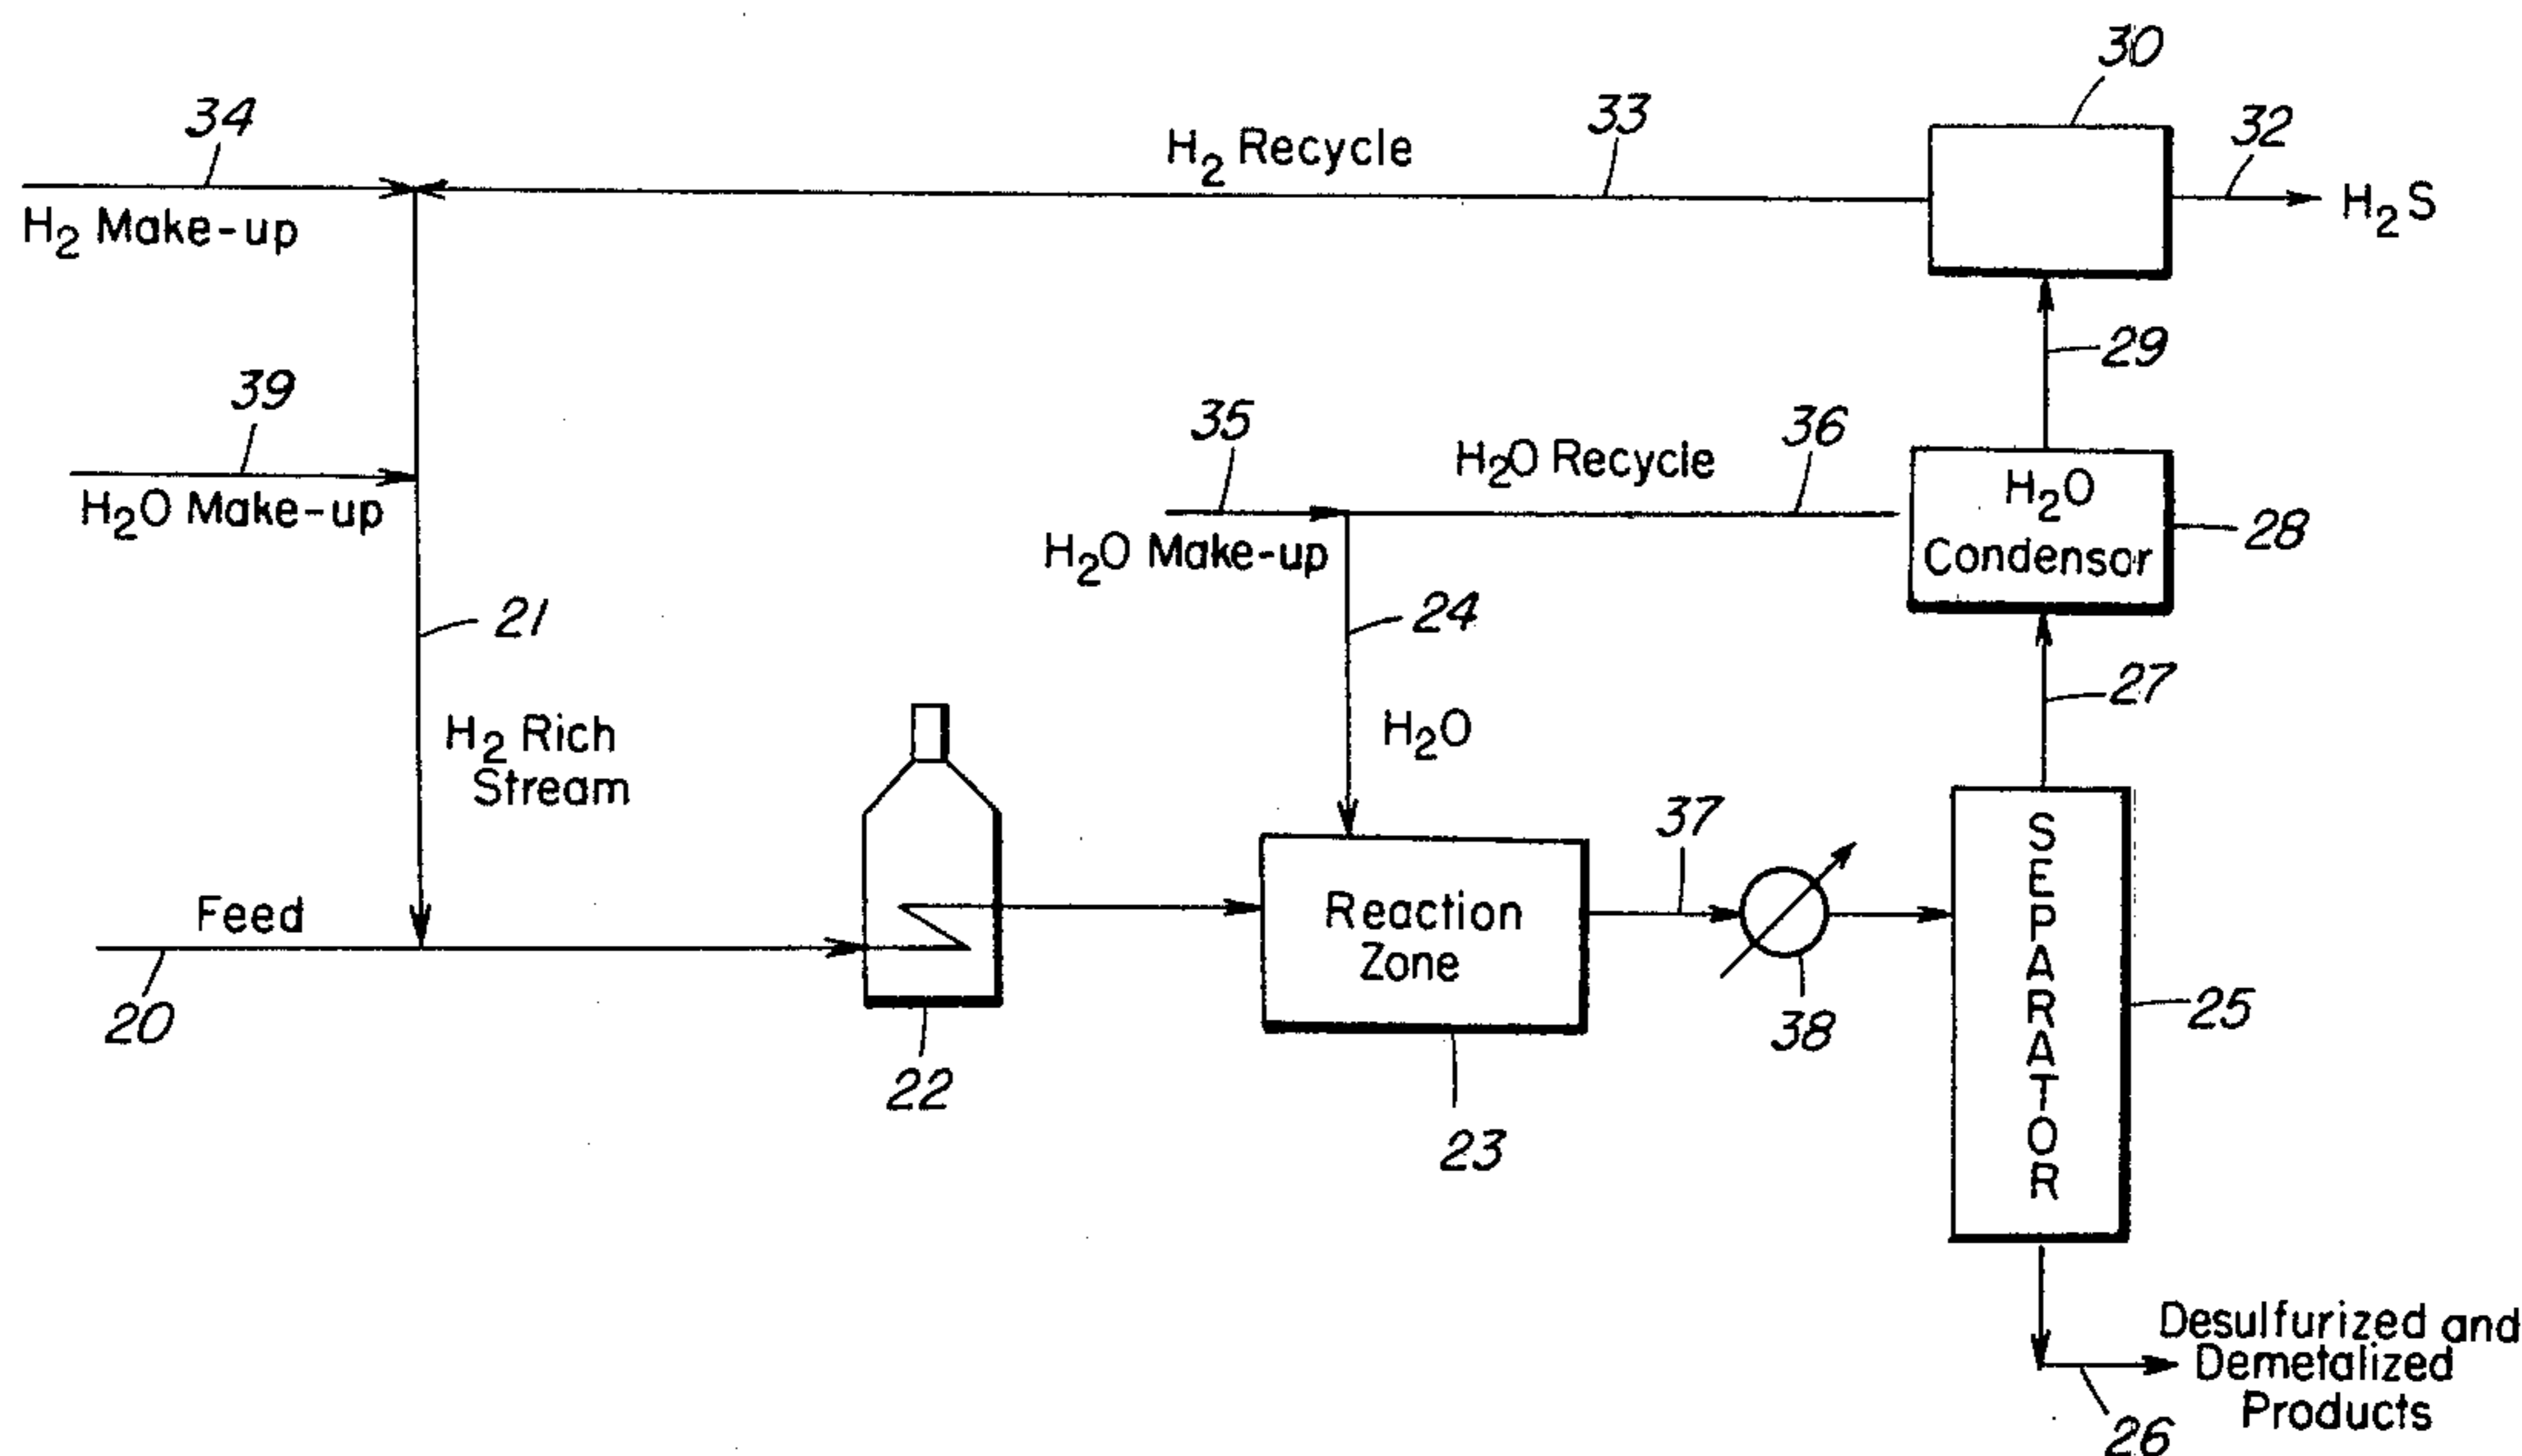 30
34
33
32
H2 Recycle
H2S
H2 Make-up
29
39
35
36
H2O Recycle
H2O Make-up
H2O
Condensor
28
H2O Make-up
21
24
27
H2 Rich
Stream
H2O
37
SEPARATOR
Feed
Reaction
Zone
20
38
25
22
23
Desulfurized and
Demetalized
Products
26